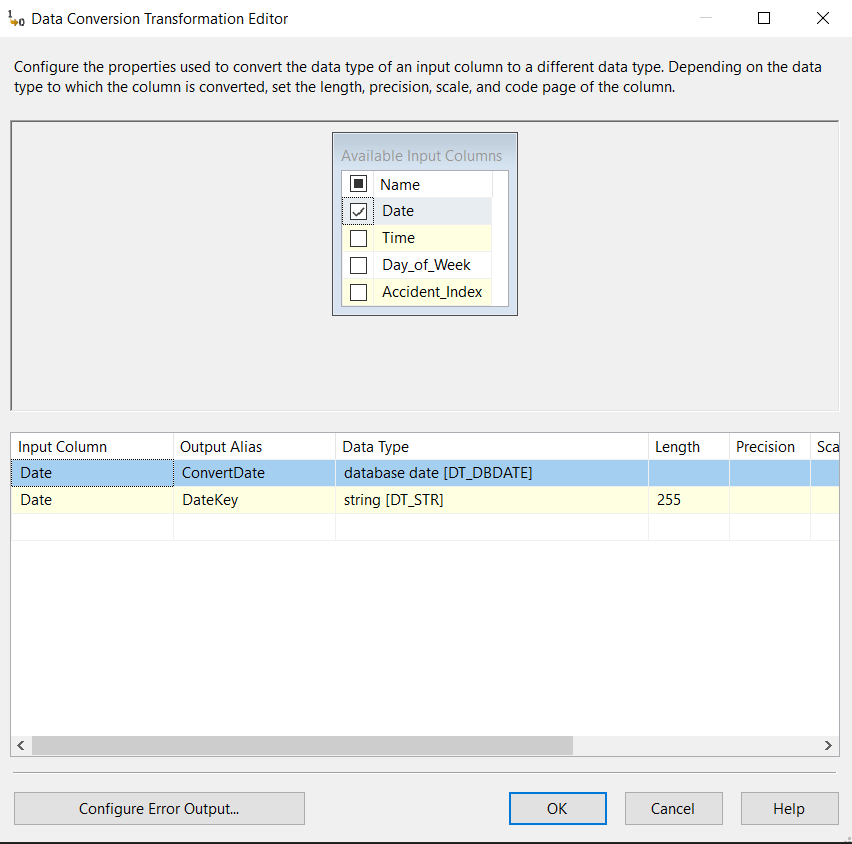 Data Conversion Transformation Editor
Configure the properties used to convert the data type of an input column to a different data type. Depending on the data
type to which the column is converted, set the length, precision, scale, and code page of the column.
Available Input Columns
Name
Date
Time
Day_of_Week
Accident_Index
Input Column Output Alias Data Type Length Precision Sca
Date ConvertDate database date [DT_DBDATE]
Date DateKey string [DT_STR] 255
Configure Error Output... OK Cancel Help